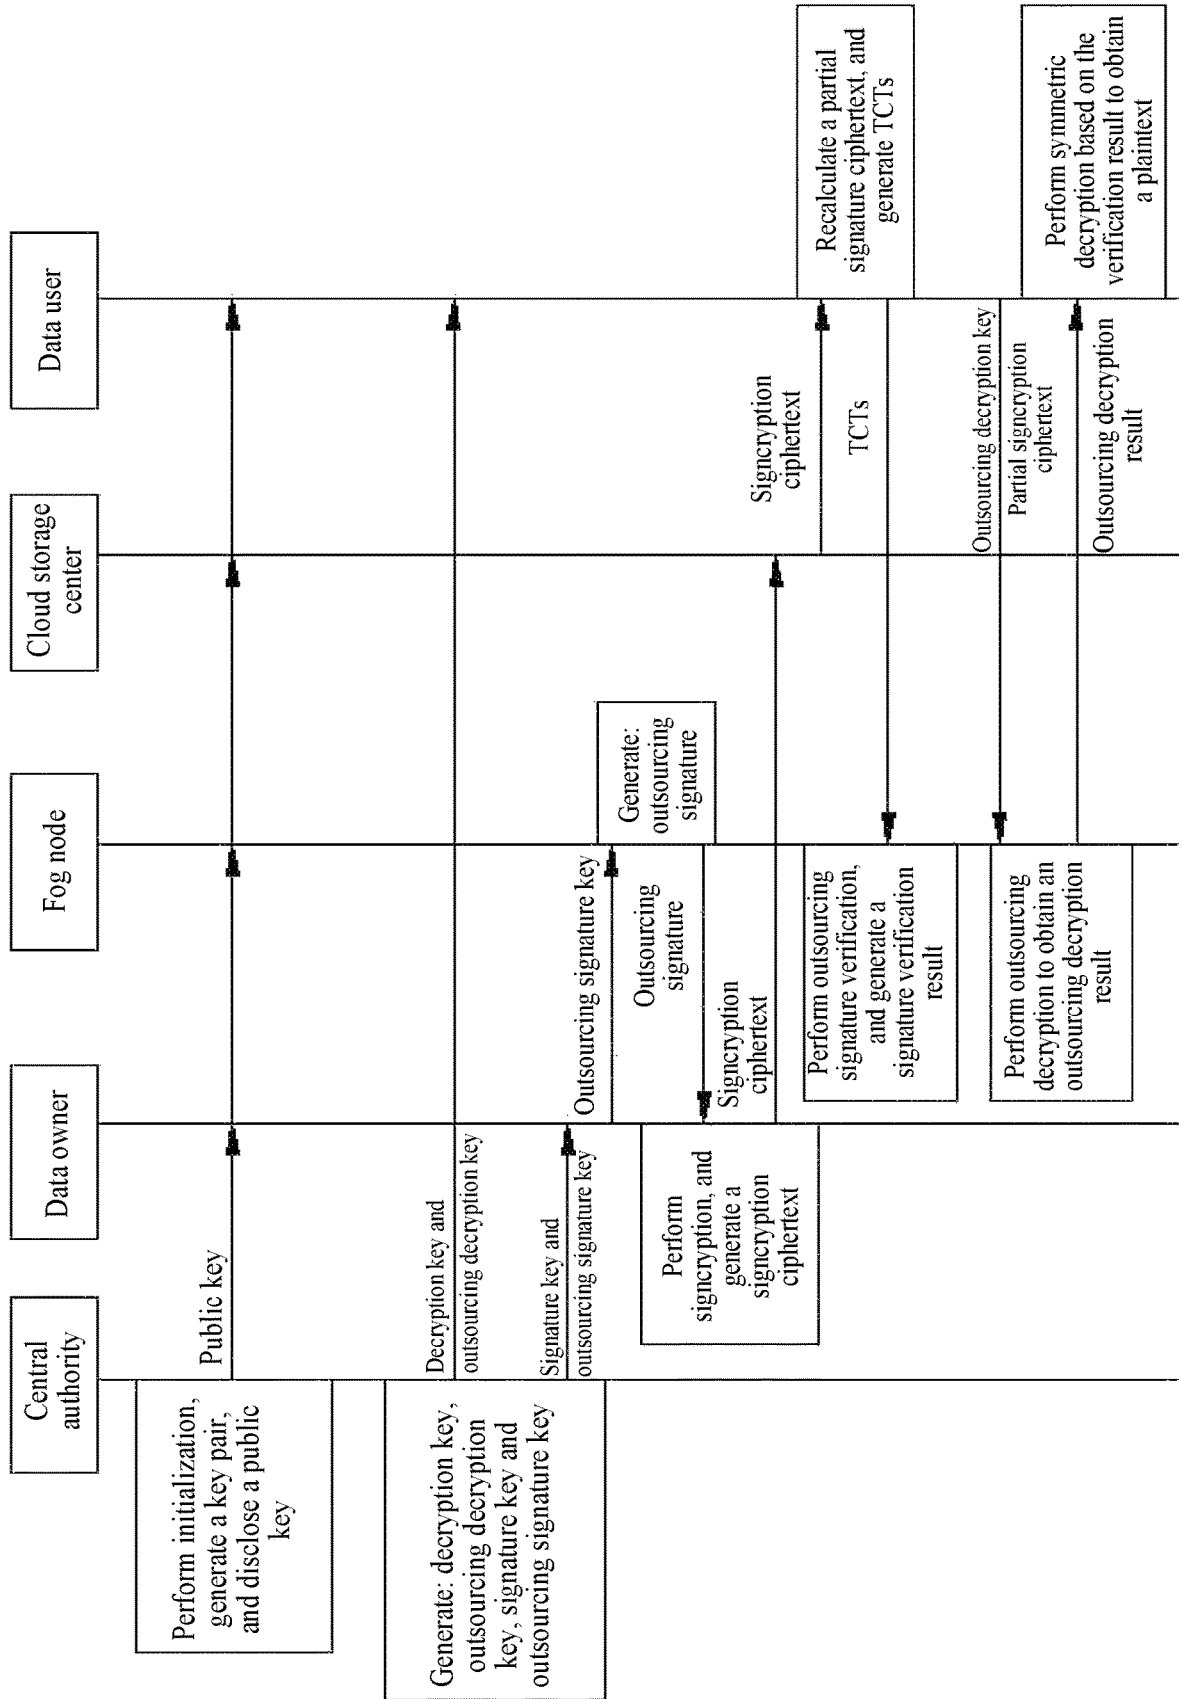 Central
authority
Data owner
Fog node
Cloud storage
center
Data user
Perform initialization,
generate a key pair,
and disclose a public
key
Public key
Generate: decryption key,
outsourcing decryption
key, signature key and
outsourcing signature key
Decryption key and
outsourcing decryption key
Signature key and
outsourcing signature key
Outsourcing signature key
Generate:
outsourcing
signature
Outsourcing
signature
Perform
signcryption, and
generate a
signcryption
ciphertext
Signcryption
ciphertext
Signcryption
ciphertext
Recalculate a partial
signature ciphertext, and
generate TCTs
TCTs
Perform outsourcing
signature verification,
and generate a
signature verification
result
Outsourcing decryption key
Partial signcryption
ciphertext
Perform outsourcing
decryption to obtain an
outsourcing decryption
result
Outsourcing decryption
result
Perform symmetric
decryption based on the
verification result to obtain
a plaintext